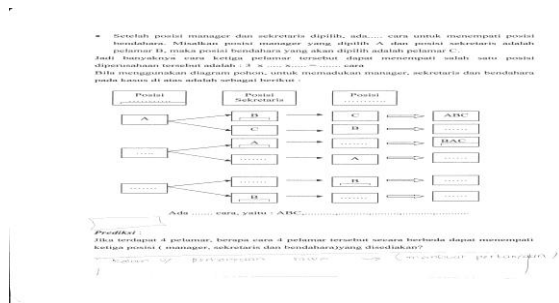 • Setelah posisi manager dan sekretaris dipilih, ada..... cara untuk menempati posisi
bendahara. Misalkan posisi manager yang dipilih A dan posisi sekretaris adalah
pelamar B, maka posisi bendahara yang akan dipilih adalah pelamar C.
Jadi banyaknya cara ketiga pelamar tersebut dapat menempati salah satu posisi
diperusahaan tersebut adalah : 3 x ..... x..... = ....... cara
Bila menggunakan diagram pohon, untuk memadukan manager, sekretaris dan bendahara
pada kasus di atas adalah sebagai berikut :
Posisi Posisi Posisi
................ Sekretaris ............
A B C ABC
C B ......
..... A ...... BAC
...... A ......
....... ...... B ......
B ...... ......
Ada ...... cara, yaitu : ABC,.............................................
Prediksi :
Jika terdapat 4 pelamar, berapa cara 4 pelamar tersebut secara berbeda dapat menempati
ketiga posisi ( manager, sekretaris dan bendahara)yang disediakan?